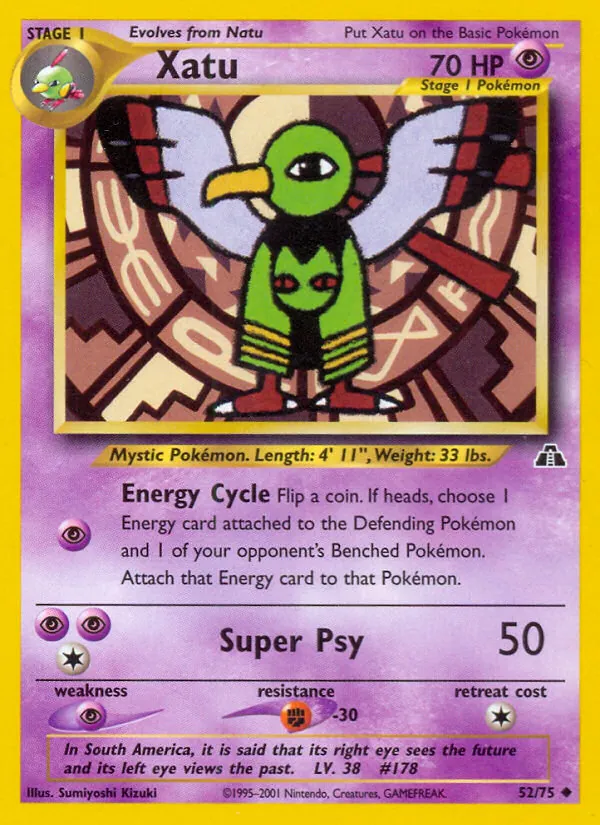 STAGE 1 Evolves from Natu Put Xatu on the Basic Pokémon
Xatu 70 HP
Stage 1 Pokémon
Mystic Pokémon. Length: 4' 11", Weight: 33 lbs.
Energy Cycle Flip a coin. If heads, choose 1
Energy card attached to the Defending Pokémon
and 1 of your opponent's Benched Pokémon.
Attach that Energy card to that Pokémon.
Super Psy 50
weakness resistance retreat cost
-30
In South America, it is said that its right eye sees the future
and its left eye views the past. LV. 38 #178
Illus. Sumiyoshi Kizuki ©1995-2001 Nintendo, Creatures, GAMEFREAK. 52/75